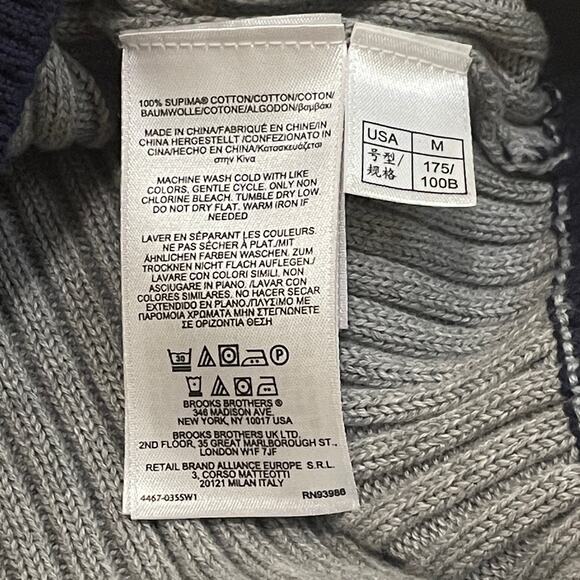 100% SUPIMA® COTTON/COTTON/COTON/
BAUMWOLLE/COTONE/ALGODON/βαμβάκι
MADE IN CHINA/FABRIQUÉ EN CHINE/IN
CHINA HERGESTELLT /CONFEZIONATO IN
CINA/HECHO EN CHINA/Κατασκευάζεται
στην Κίνα
MACHINE WASH COLD WITH LIKE
COLORS, GENTLE CYCLE. ONLY NON
CHLORINE BLEACH. TUMBLE DRY LOW.
DO NOT DRY FLAT. WARM IRON IF
NEEDED
LAVER EN SÉPARANT LES COULEURS.
NE PAS SÉCHER À PLAT./MIT
ÄHNLICHEN FARBEN WASCHEN. ZUM
TROCKNEN NICHT FLACH AUFLEGEN./
LAVARE CON COLORI SIMILI. NON
ASCIUGARE IN PIANO. /LAVAR CON
COLORES SIMILARES. NO HACER SECAR
EXTENDIDO EN PLANO/ΠΛΥΣΙΜΟ ΜΕ
ΠΑΡΟΜΟΙΑ ΧΡΩΜΑΤΑ ΜΗΝ ΣΤΕΓΝΩΝΕΤΕ
ΣΕ ΟΡΙΖΟΝΤΙΑ ΘΕΣΗ
30 P
BROOKS BROTHERS ®
346 MADISON AVE.
NEW YORK, NY 10017 USA
BROOKS BROTHERS UK LTD
2ND FLOOR, 35 GREAT MARLBOROUGH ST.,
LONDON W1F 7JF
RETAIL BRAND ALLIANCE EUROPE S.R.L.
3, CORSO MATTEOTTI
20121 MILAN ITALY
4467-0355W1 RN93986
USA M
号型/ 175/
规格 100B